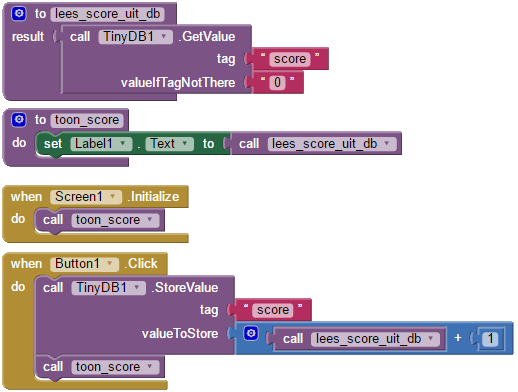 to lees_score_uit_db
result call TinyDB1 .GetValue
tag " score "
valueIfTagNotThere " 0 "
to toon_score
do set Label1 . Text to call lees_score_uit_db
when Screen1 .Initialize
do call toon_score
when Button1 .Click
do call TinyDB1 .StoreValue
tag " score "
valueToStore call lees_score_uit_db + 1
call toon_score